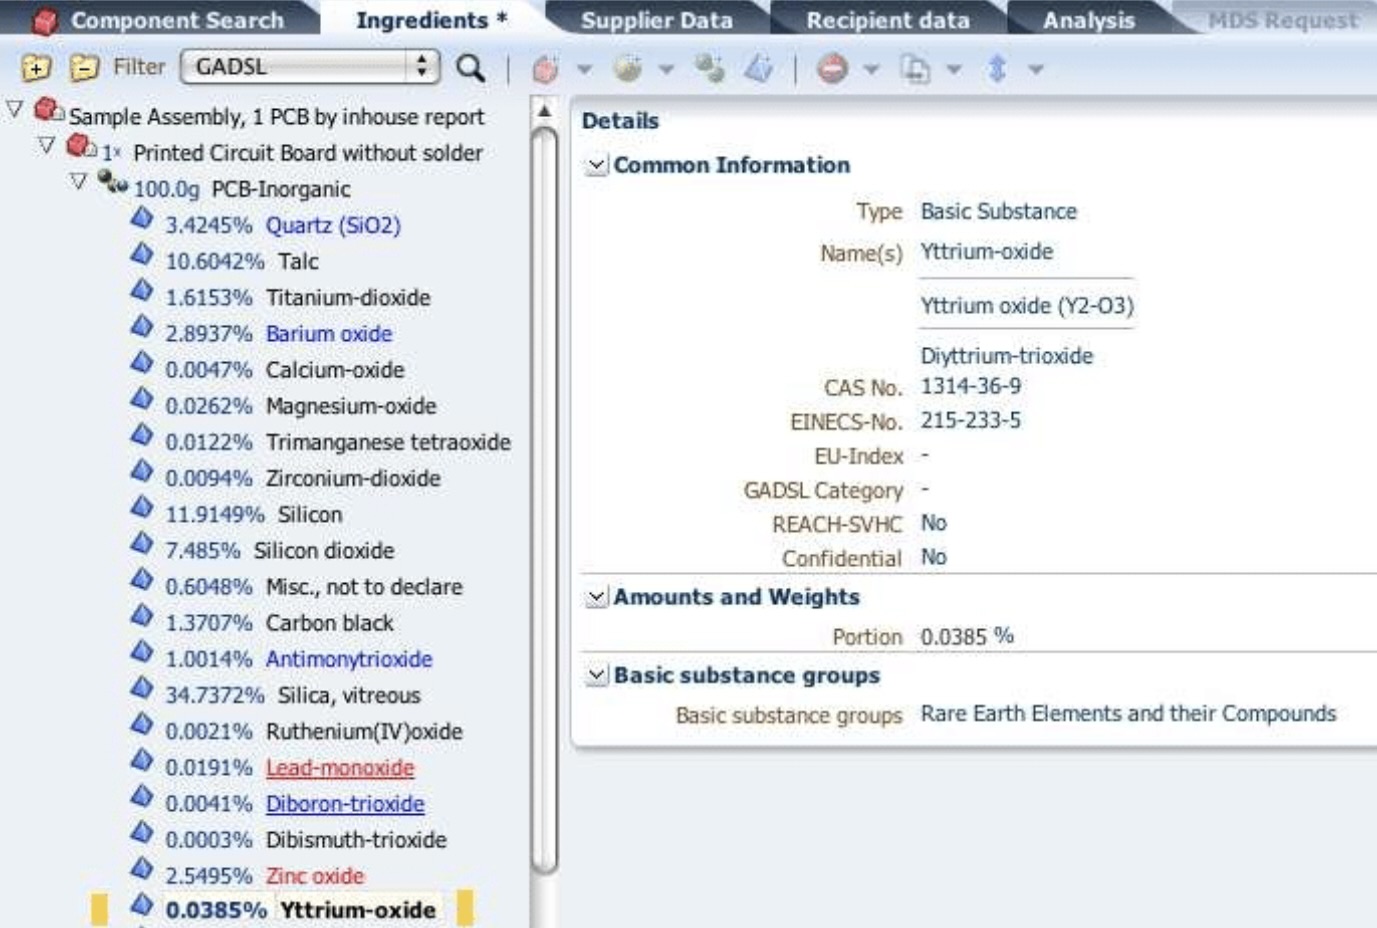 Component Search
Ingredients *
Supplier Data
Recipient data
Analysis
MDS Request
Filter GADSL
Sample Assembly, 1 PCB by inhouse report
1x Printed Circuit Board without solder
100.0g PCB-Inorganic
3.4245% Quartz (SiO2)
10.6042% Talc
1.6153% Titanium-dioxide
2.8937% Barium oxide
0.0047% Calcium-oxide
0.0262% Magnesium-oxide
0.0122% Trimanganese tetraoxide
0.0094% Zirconium-dioxide
11.9149% Silicon
7.485% Silicon dioxide
0.6048% Misc., not to declare
1.3707% Carbon black
1.0014% Antimonytrioxide
34.7372% Silica, vitreous
0.0021% Ruthenium(IV)oxide
0.0191% Lead-monoxide
0.0041% Diboron-trioxide
0.0003% Dibismuth-trioxide
2.5495% Zinc oxide
0.0385% Yttrium-oxide
Details
Common Information
Type Basic Substance
Name(s) Yttrium-oxide
Yttrium oxide (Y2-O3)
Diyttrium-trioxide
CAS No. 1314-36-9
EINECS-No. 215-233-5
EU-Index -
GADSL Category -
REACH-SVHC No
Confidential No
Amounts and Weights
Portion 0.0385 %
Basic substance groups
Basic substance groups Rare Earth Elements and their Compounds